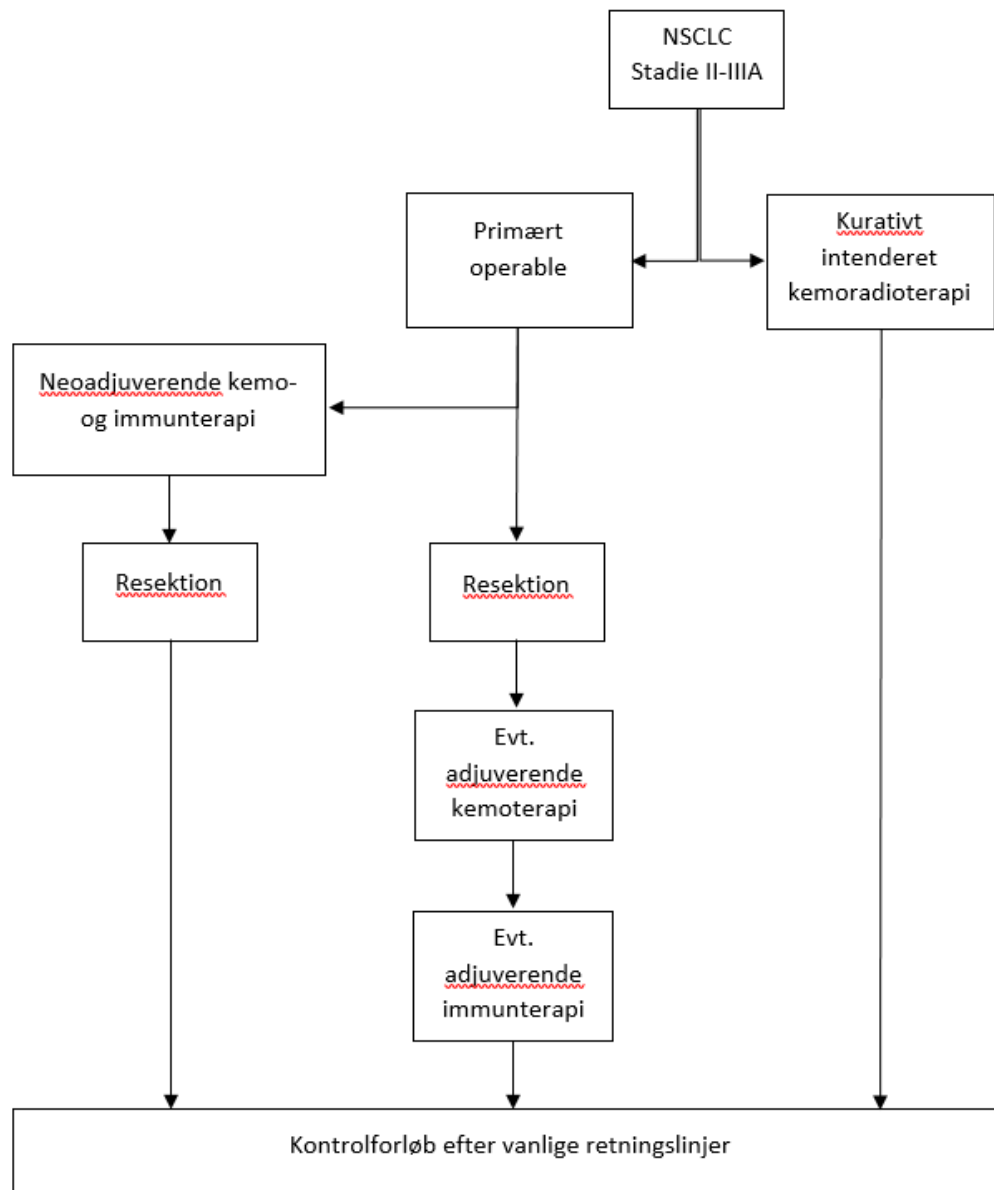 NSCLC
Stadie II-IIIA
Primært
operable
Kurativt
intenderet
kemoradioterapi
Neoadjuverende kemo-
og immunterapi
Resektion
Resektion
Evt.
adjuverende
kemoterapi
Evt.
adjuverende
immunterapi
Kontrolforløb efter vanlige retningslinjer